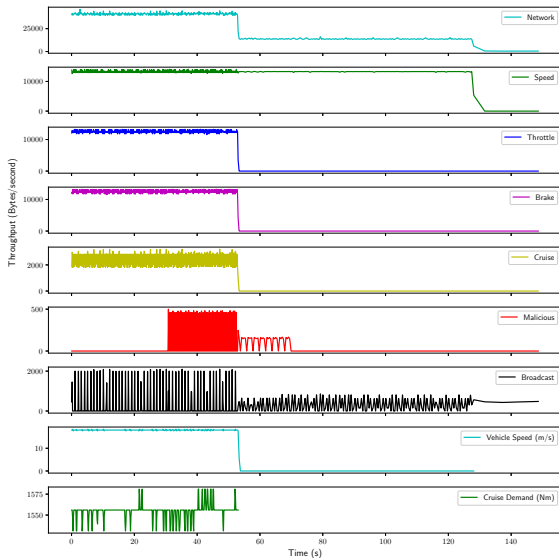 Network
25000
0
Speed
10000
0
Throttle
10000
0
Brake
10000
0
Cruise
2000
0
Malicious
500
0
Broadcast
2000
0
Vehicle Speed (m/s)
10
0
Cruise Demand (Nm)
1575
1550
0 20 40 60 80 100 120 140
Time (s)
Throughput (Bytes/second)